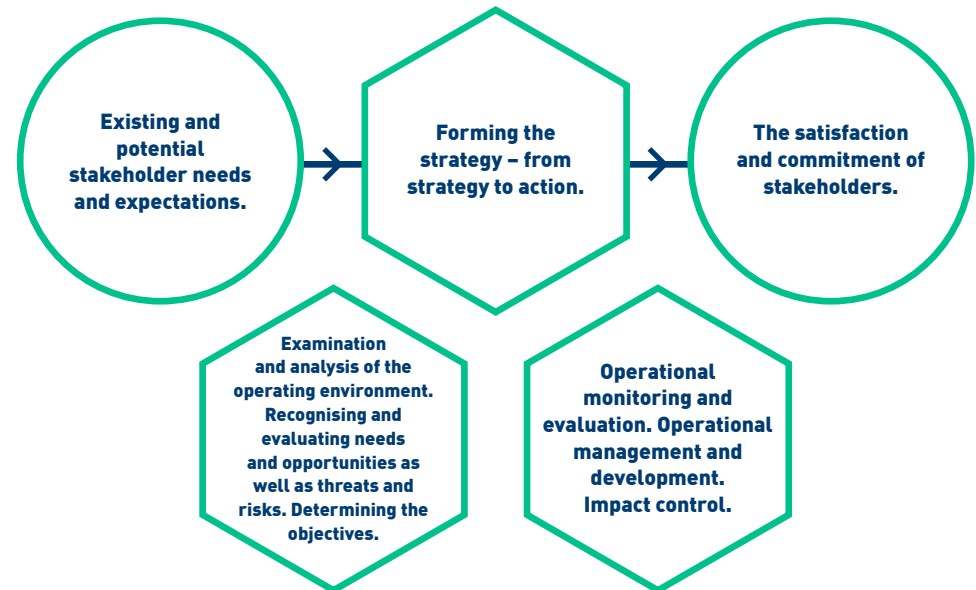 Existing and
potential
stakeholder needs
and expectations.
Forming the
strategy – from
strategy to action.
The satisfaction
and commitment of
stakeholders.
Examination
and analysis of the
operating environment.
Recognising and
evaluating needs
and opportunities as
well as threats and
risks. Determining the
objectives.
Operational
monitoring and
evaluation. Operational
management and
development.
Impact control.